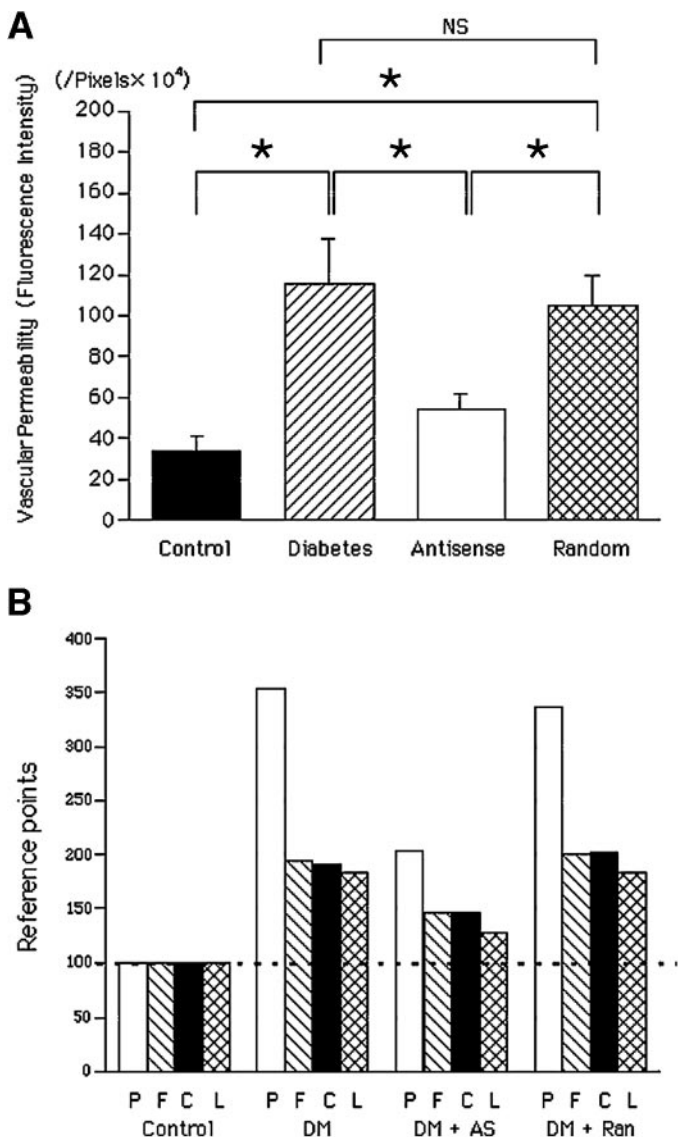 A
NS
(/Pixels×10⁴)
*
* * *
200
180
160
140
120
100
80
60
40
20
0
Vascular Permeability (Fluorescence Intensity)
Control Diabetes Antisense Random
B
400
350
300
250
200
150
100
50
0
Reference points
P F C L P F C L P F C L P F C L
Control DM DM + AS DM + Ran